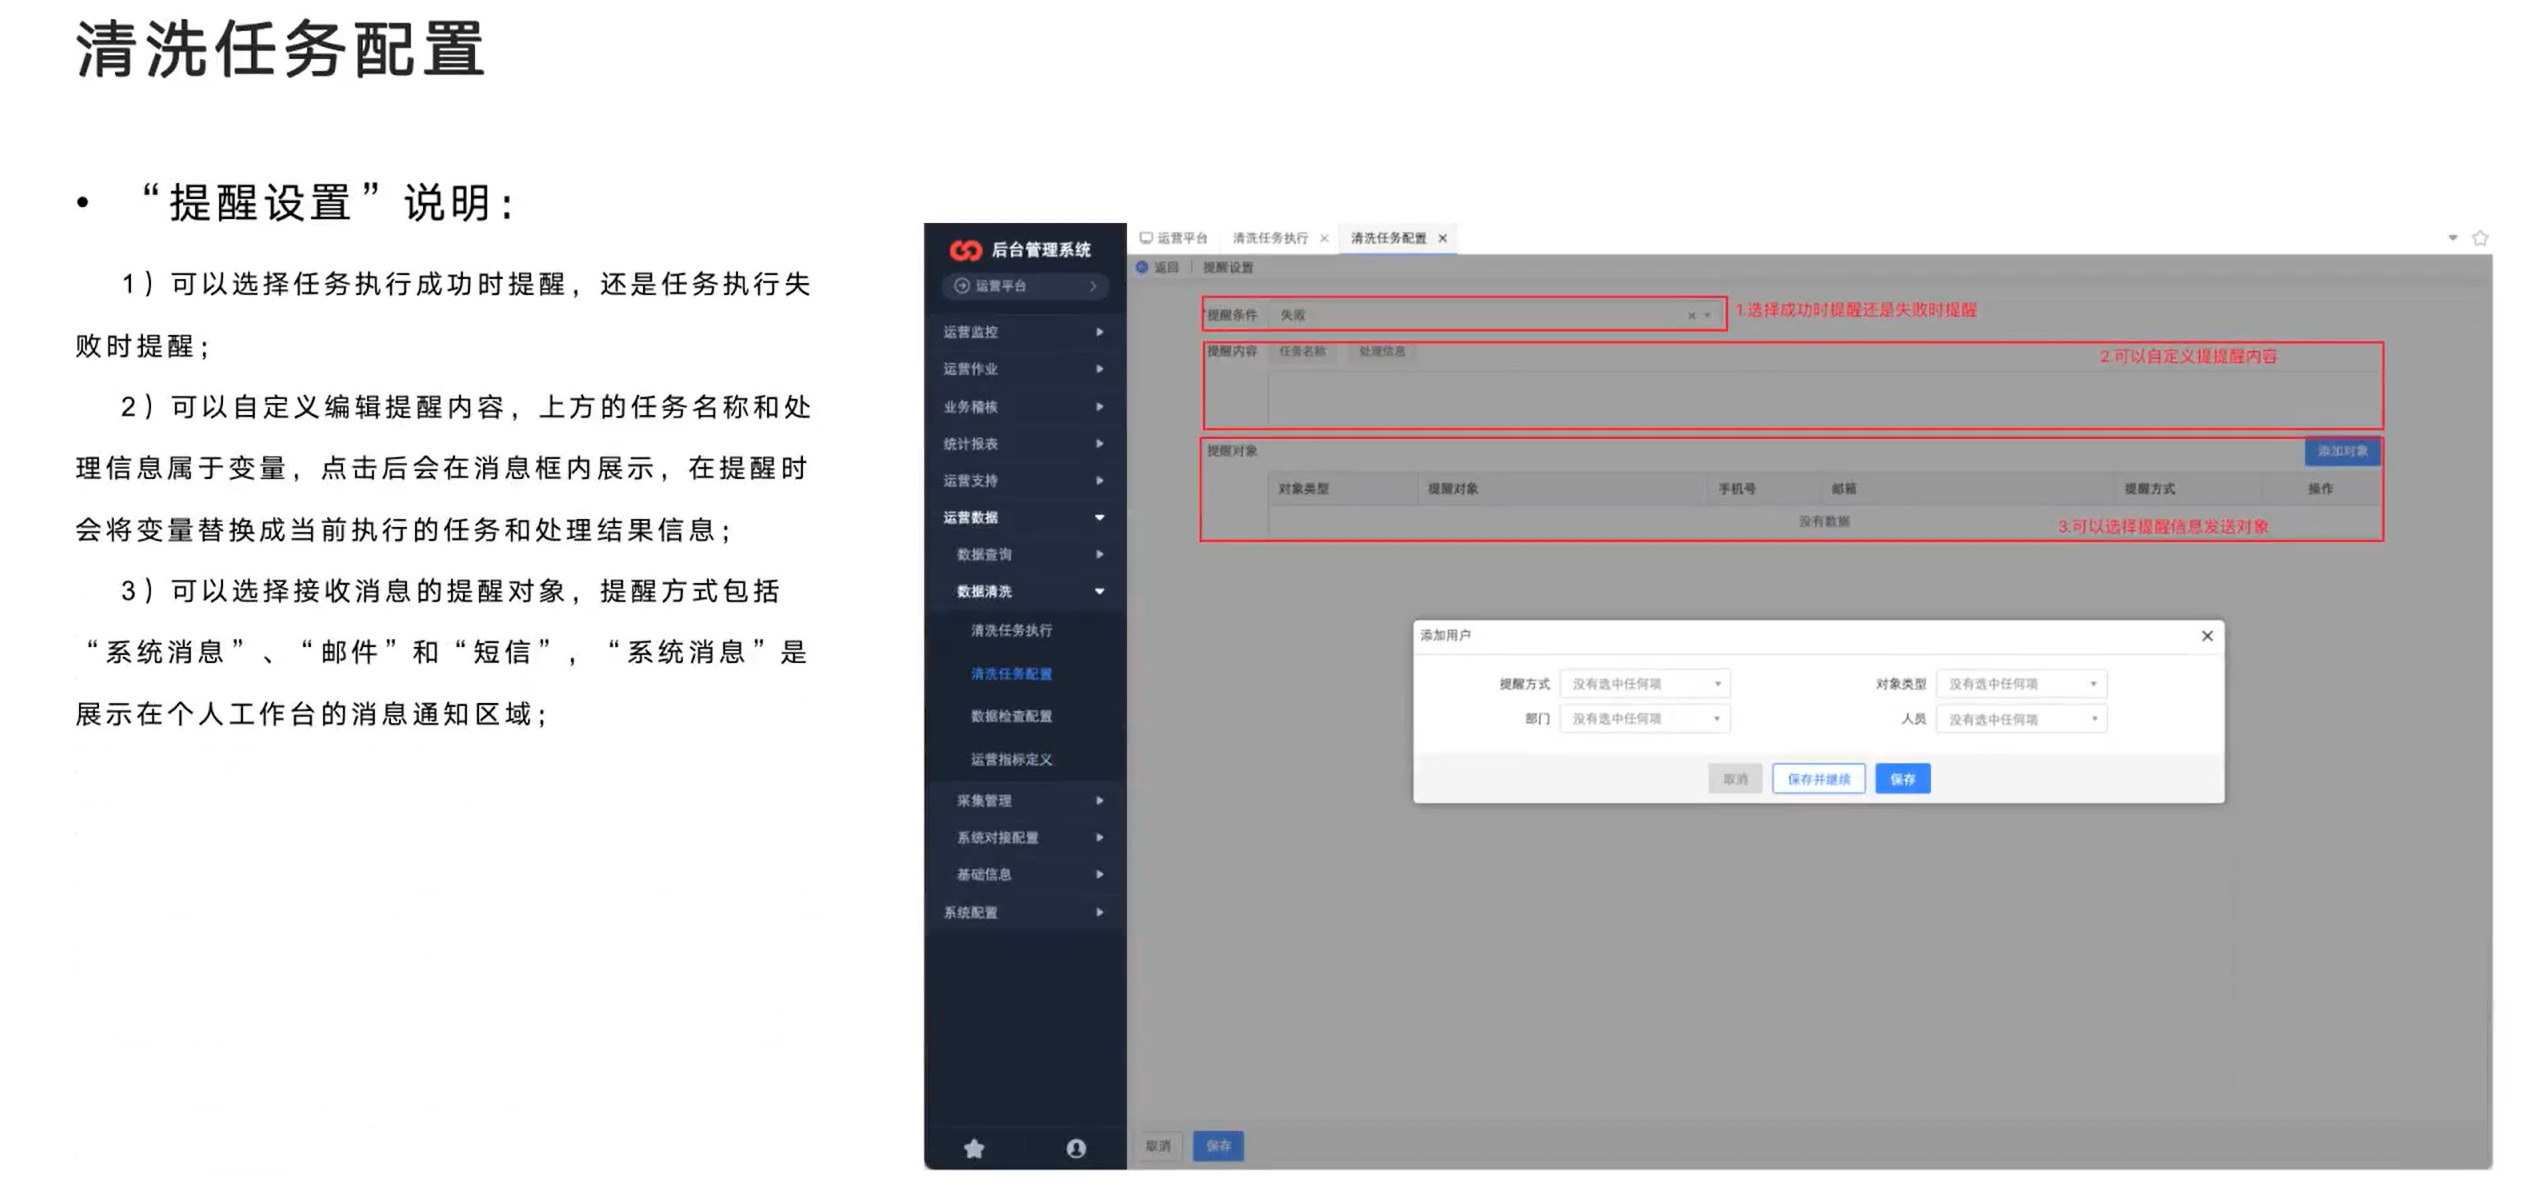 清洗任务配置
• “提醒设置”说明：
1）可以选择任务执行成功时提醒，还是任务执行失
败时提醒；
2）可以自定义编辑提醒内容，上方的任务名称和处
理信息属于变量，点击后会在消息框内展示，在提醒时
会将变量替换成当前执行的任务和处理结果信息；
3）可以选择接收消息的提醒对象，提醒方式包括
“系统消息”、“邮件”和“短信”，“系统消息”是
展示在个人工作台的消息通知区域；
后台管理系统
运营平台
运营监控
运营作业
业务稽核
统计报表
运营支持
运营数据
数据查询
数据清洗
清洗任务执行
清洗任务配置
数据检查配置
运营指标定义
采集管理
系统对接配置
基础信息
系统配置
运营平台 清洗任务执行 清洗任务配置
返回 提醒设置
*提醒条件 失败 1.选择成功时提醒还是失败时提醒
提醒内容 任务名称 处理信息 2.可以自定义提提醒内容
提醒对象 添加对象
对象类型 提醒对象 手机号 邮箱 提醒方式 操作
没有数据 3.可以选择提醒信息发送对象
添加用户
提醒方式 没有选中任何项 对象类型 没有选中任何项
部门 没有选中任何项 人员 没有选中任何项
取消 保存并继续 保存
取消 保存